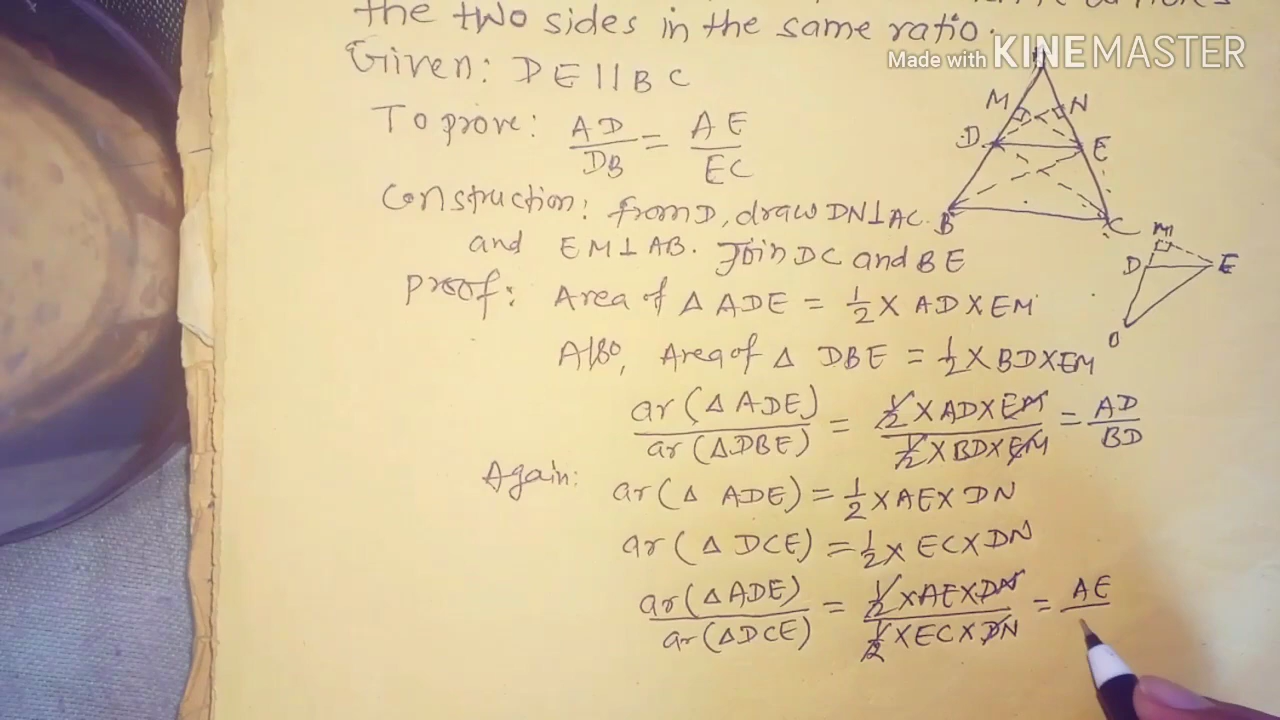 the two sides in the same ratio.
Made with KINEMASTER
Given: DE || BC
To prove: AD/DB = AE/EC
Construction: from D, draw DN ⊥ AC.
and EM ⊥ AB. Join DC and BE
Proof: Area of △ ADE = 1/2 × AD × EM
Also, Area of △ DBE = 1/2 × BD × EM
ar(△ADE)/ar(△DBE) = 1/2 × AD × EM / 1/2 × BD × EM = AD/BD
Again: ar(△ ADE) = 1/2 × AE × DN
ar(△ DCE) = 1/2 × EC × DN
ar(△ADE)/ar(△DCE) = 1/2 × AE × DN / 1/2 × EC × DN = AE
A
M N
D E
B C
M
D E